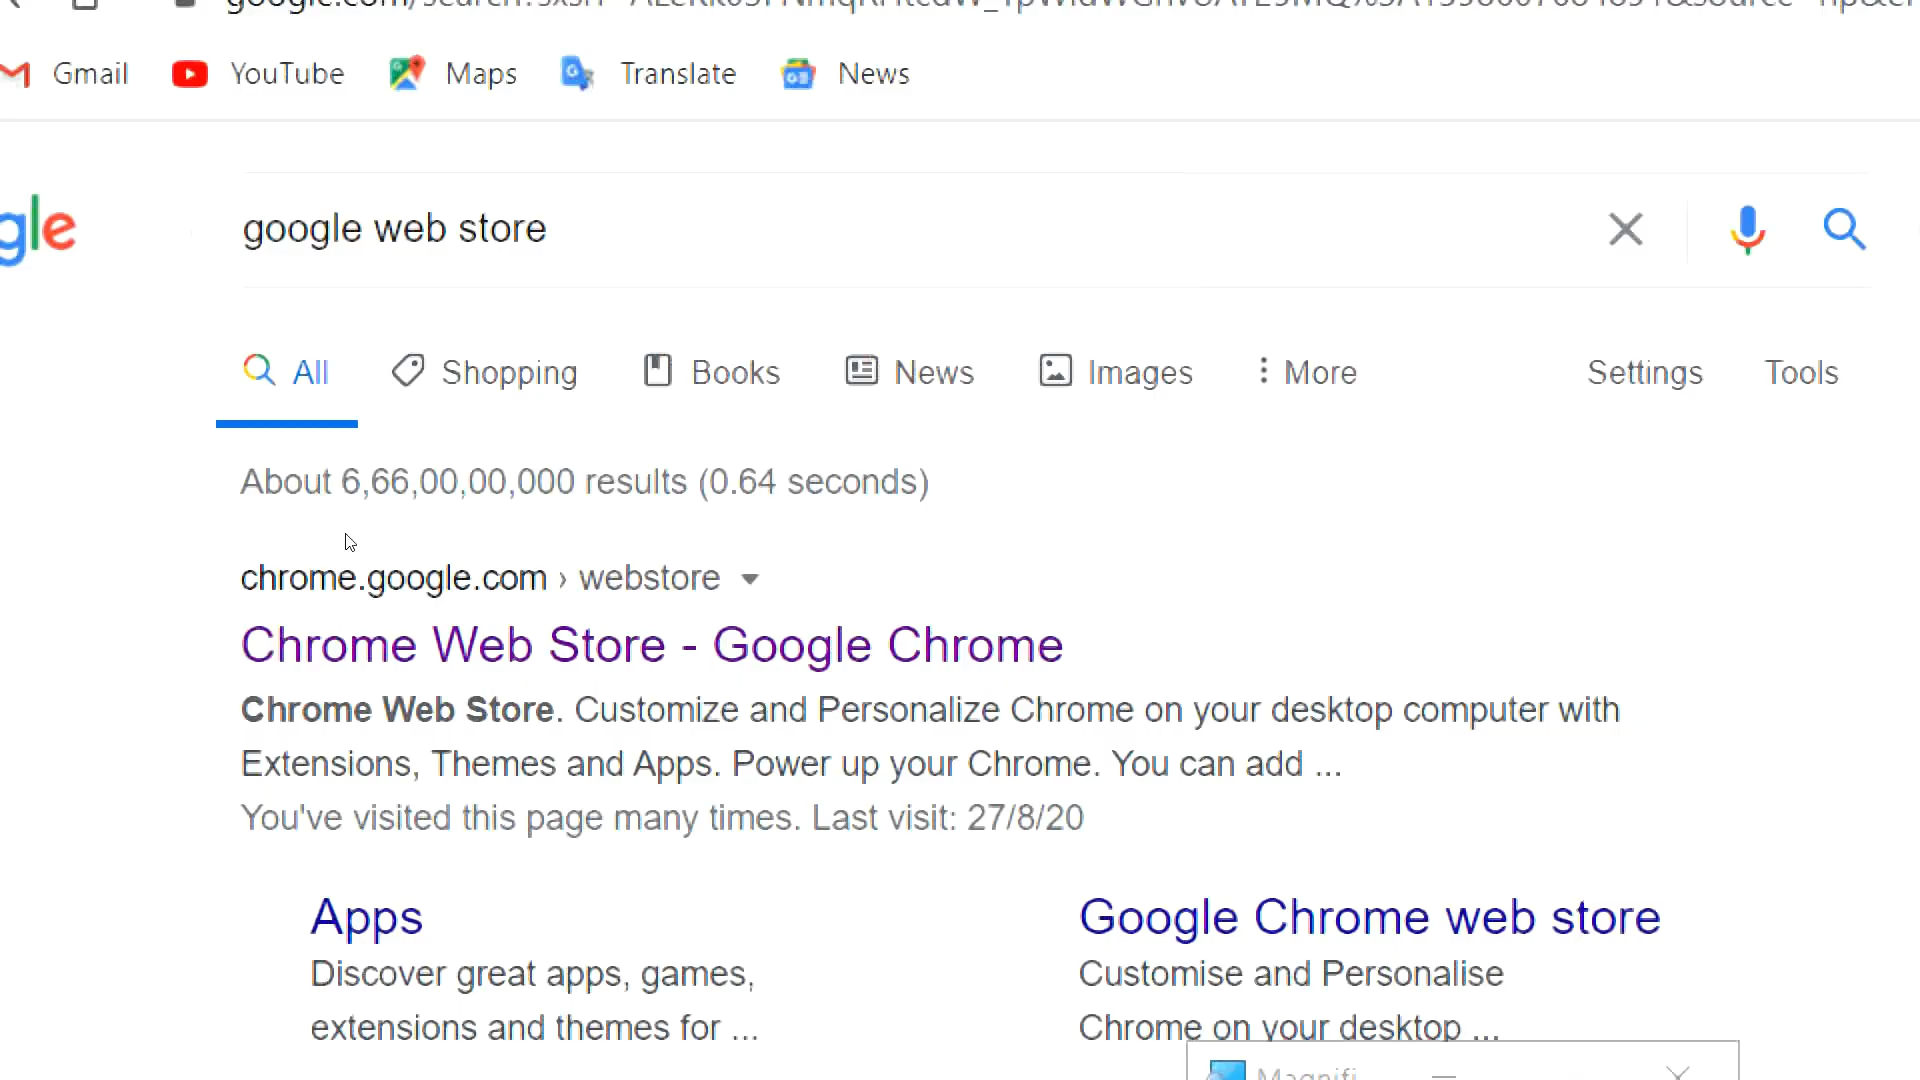 Gmail YouTube Maps Translate News
gle
google web store
All Shopping Books News Images More Settings Tools
About 6,66,00,00,000 results (0.64 seconds)
chrome.google.com › webstore
Chrome Web Store - Google Chrome
Chrome Web Store. Customize and Personalize Chrome on your desktop computer with
Extensions, Themes and Apps. Power up your Chrome. You can add ...
You've visited this page many times. Last visit: 27/8/20
Apps
Discover great apps, games,
extensions and themes for ...
Google Chrome web store
Customise and Personalise
Chrome on your desktop ...
Magnifi